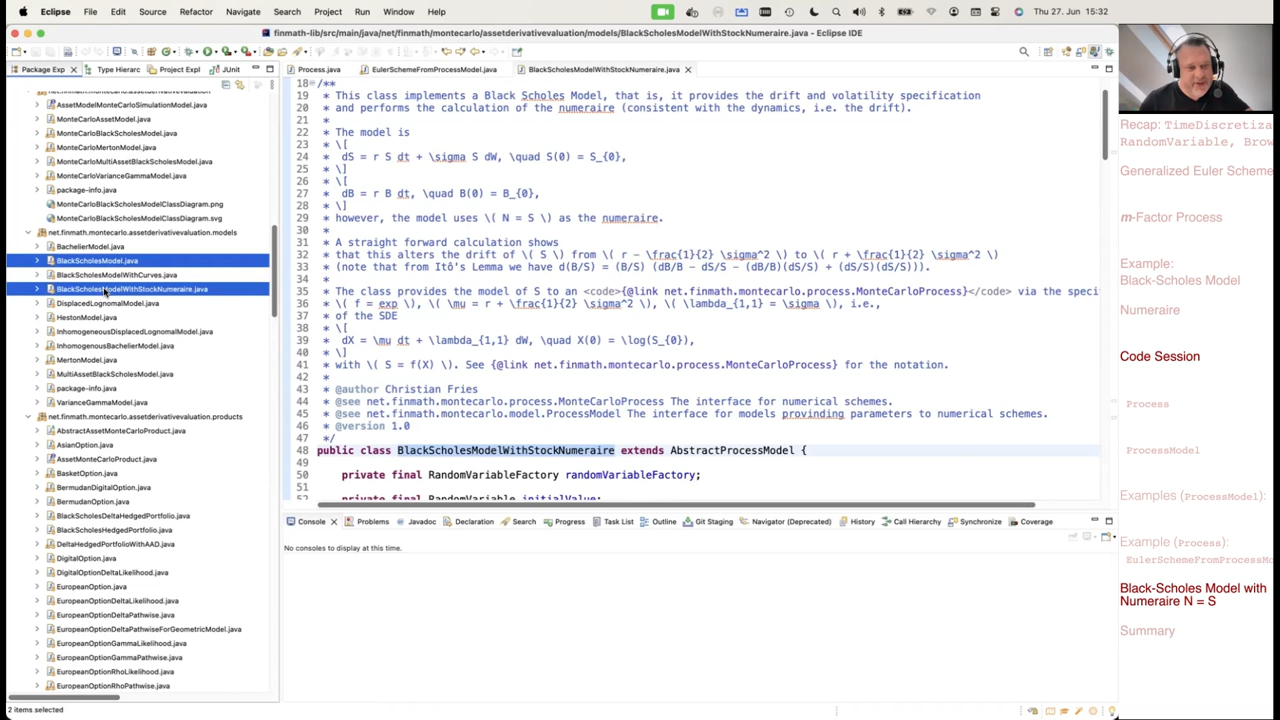 Eclipse File Edit Source Refactor Navigate Search Project Run Window Help Thu 27. Jun 15:32
finmath-lib/src/main/java/net/finmath/montecarlo/assetderivativevaluation/models/BlackScholesModelWithStockNumeraire.java - Eclipse IDE
Package Exp Type Hierarc Project Expl JUnit
Process.java EulerSchemeFromProcessModel.java BlackScholesModelWithStockNumeraire.java
AssetModelMonteCarloSimulationModel.java
MonteCarloAssetModel.java
MonteCarloBlackScholesModel.java
MonteCarloMertonModel.java
MonteCarloMultiAssetBlackScholesModel.java
MonteCarloVarianceGammaModel.java
package-info.java
MonteCarloBlackScholesModelClassDiagram.png
MonteCarloBlackScholesModelClassDiagram.svg
net.finmath.montecarlo.assetderivativevaluation.models
BachelierModel.java
BlackScholesModel.java
BlackScholesModelWithCurves.java
BlackScholesModelWithStockNumeraire.java
DisplacedLognomalModel.java
HestonModel.java
InhomogeneousDisplacedLognomalModel.java
InhomogenousBachelierModel.java
MertonModel.java
MultiAssetBlackScholesModel.java
package-info.java
VarianceGammaModel.java
net.finmath.montecarlo.assetderivativevaluation.products
AbstractAssetMonteCarloProduct.java
AsianOption.java
AssetMonteCarloProduct.java
BasketOption.java
BermudanDigitalOption.java
BermudanOption.java
BlackScholesDeltaHedgedPortfolio.java
BlackScholesHedgedPortfolio.java
DeltaHedgedPortfolioWithAAD.java
DigitalOption.java
DigitalOptionDeltaLikelihood.java
EuropeanOption.java
EuropeanOptionDeltaLikelihood.java
EuropeanOptionDeltaPathwise.java
EuropeanOptionDeltaPathwiseForGeometricModel.java
EuropeanOptionGammaLikelihood.java
EuropeanOptionGammaPathwise.java
EuropeanOptionRhoLikelihood.java
EuropeanOptionRhoPathwise.java
2 items selected
18 /**
19 * This class implements a Black Scholes Model, that is, it provides the drift and volatility specification
20 * and performs the calculation of the numeraire (consistent with the dynamics, i.e. the drift).
21 *
22 * The model is
23 * \[
24 * dS = r S dt + \sigma S dW, \quad S(0) = S_{0},
25 * \]
26 * \[
27 * dB = r B dt, \quad B(0) = B_{0},
28 * \]
29 * however, the model uses \( N = S \) as the numeraire.
30 *
31 * A straight forward calculation shows
32 * that this alters the drift of \( S \) from \( r - \frac{1}{2} \sigma^2 \) to \( r + \frac{1}{2} \sigma^2 \)
33 * (note that from Itô's Lemma we have d(B/S) = (B/S) (dB/B - dS/S - (dB/B)(dS/S) + (dS/S)(dS/S))).
34 *
35 * The class provides the model of S to an <code>{@link net.finmath.montecarlo.process.MonteCarloProcess}</code> via the speci
36 * \( f = exp \), \( \mu = r + \frac{1}{2} \sigma^2 \), \( \lambda_{1,1} = \sigma \), i.e.,
37 * of the SDE
38 * \[
39 * dX = \mu dt + \lambda_{1,1} dW, \quad X(0) = \log(S_{0}),
40 * \]
41 * with \( S = f(X) \). See {@link net.finmath.montecarlo.process.MonteCarloProcess} for the notation.
42 *
43 * @author Christian Fries
44 * @see net.finmath.montecarlo.process.MonteCarloProcess The interface for numerical schemes.
45 * @see net.finmath.montecarlo.model.ProcessModel The interface for models provinding parameters to numerical schemes.
46 * @version 1.0
47 */
48 public class BlackScholesModelWithStockNumeraire extends AbstractProcessModel {
49
50 private final RandomVariableFactory randomVariableFactory;
51
52 private final RandomVariable initialValue;
Console Problems Javadoc Declaration Search Progress Task List Outline Git Staging Navigator (Deprecated) History Call Hierarchy Synchronize Coverage
No consoles to display at this time.
Recap: TimeDiscretiza
RandomVariable, Brow
Generalized Euler Scheme
m-Factor Process
Example:
Black-Scholes Model
Numeraire
Code Session
Process
ProcessModel
Examples (ProcessModel):
Example (Process):
EulerSchemeFromProcessMo
Black-Scholes Model with
Numeraire N = S
Summary